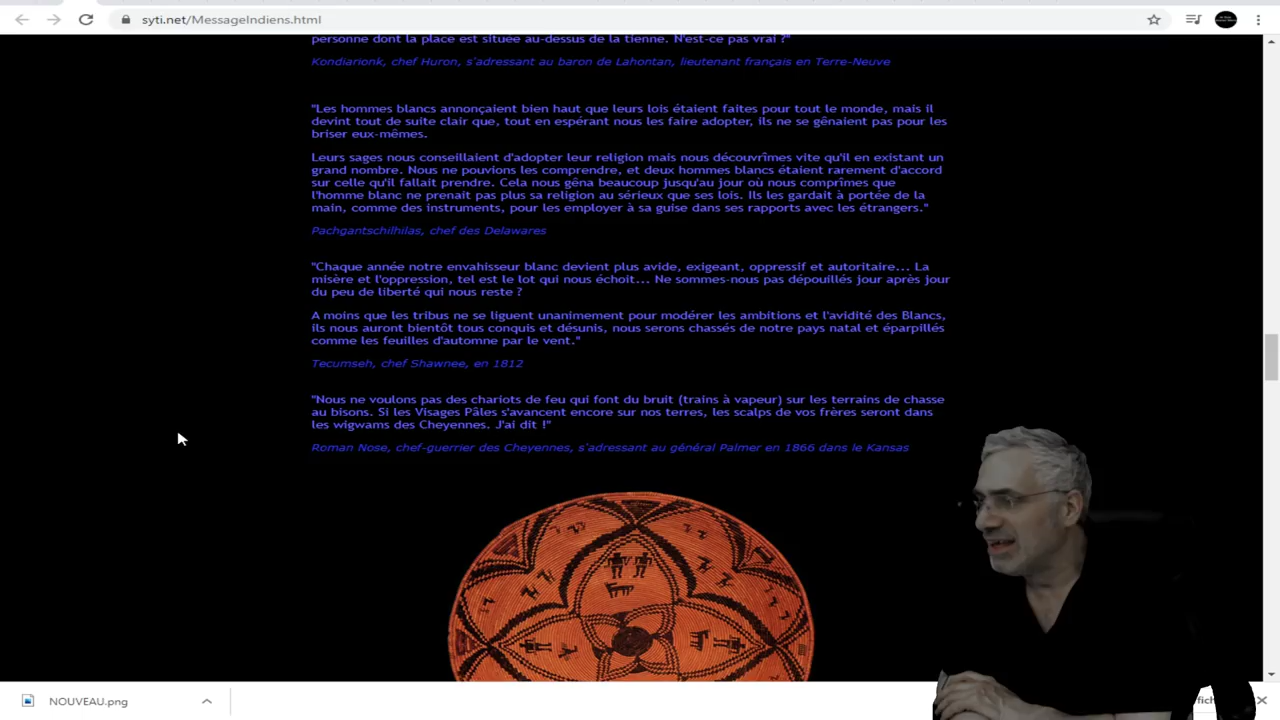 syti.net/MessageIndiens.html
personne dont la place est située au-dessus de la tienne. N'est-ce pas vrai ?"
Kondiarionk, chef Huron, s'adressant au baron de Lahontan, lieutenant français en Terre-Neuve
"Les hommes blancs annonçaient bien haut que leurs lois étaient faites pour tout le monde, mais il
devint tout de suite clair que, tout en espérant nous les faire adopter, ils ne se gênaient pas pour les
briser eux-mêmes.
Leurs sages nous conseillaient d'adopter leur religion mais nous découvrîmes vite qu'il en existant un
grand nombre. Nous ne pouvions les comprendre, et deux hommes blancs étaient rarement d'accord
sur celle qu'il fallait prendre. Cela nous gêna beaucoup jusqu'au jour où nous comprîmes que
l'homme blanc ne prenait pas plus sa religion au sérieux que ses lois. Ils les gardait à portée de la
main, comme des instruments, pour les employer à sa guise dans ses rapports avec les étrangers."
Pachgantschilhilas, chef des Delawares
"Chaque année notre envahisseur blanc devient plus avide, exigeant, oppressif et autoritaire... La
misère et l'oppression, tel est le lot qui nous échoit... Ne sommes-nous pas dépouillés jour après jour
du peu de liberté qui nous reste ?
A moins que les tribus ne se liguent unanimement pour modérer les ambitions et l'avidité des Blancs,
ils nous auront bientôt tous conquis et désunis, nous serons chassés de notre pays natal et éparpillés
comme les feuilles d'automne par le vent."
Tecumseh, chef Shawnee, en 1812
"Nous ne voulons pas des chariots de feu qui font du bruit (trains à vapeur) sur les terrains de chasse
au bisons. Si les Visages Pâles s'avancent encore sur nos terres, les scalps de vos frères seront dans
les wigwams des Cheyennes. J'ai dit !"
Roman Nose, chef-guerrier des Cheyennes, s'adressant au général Palmer en 1866 dans le Kansas
NOUVEAU.png